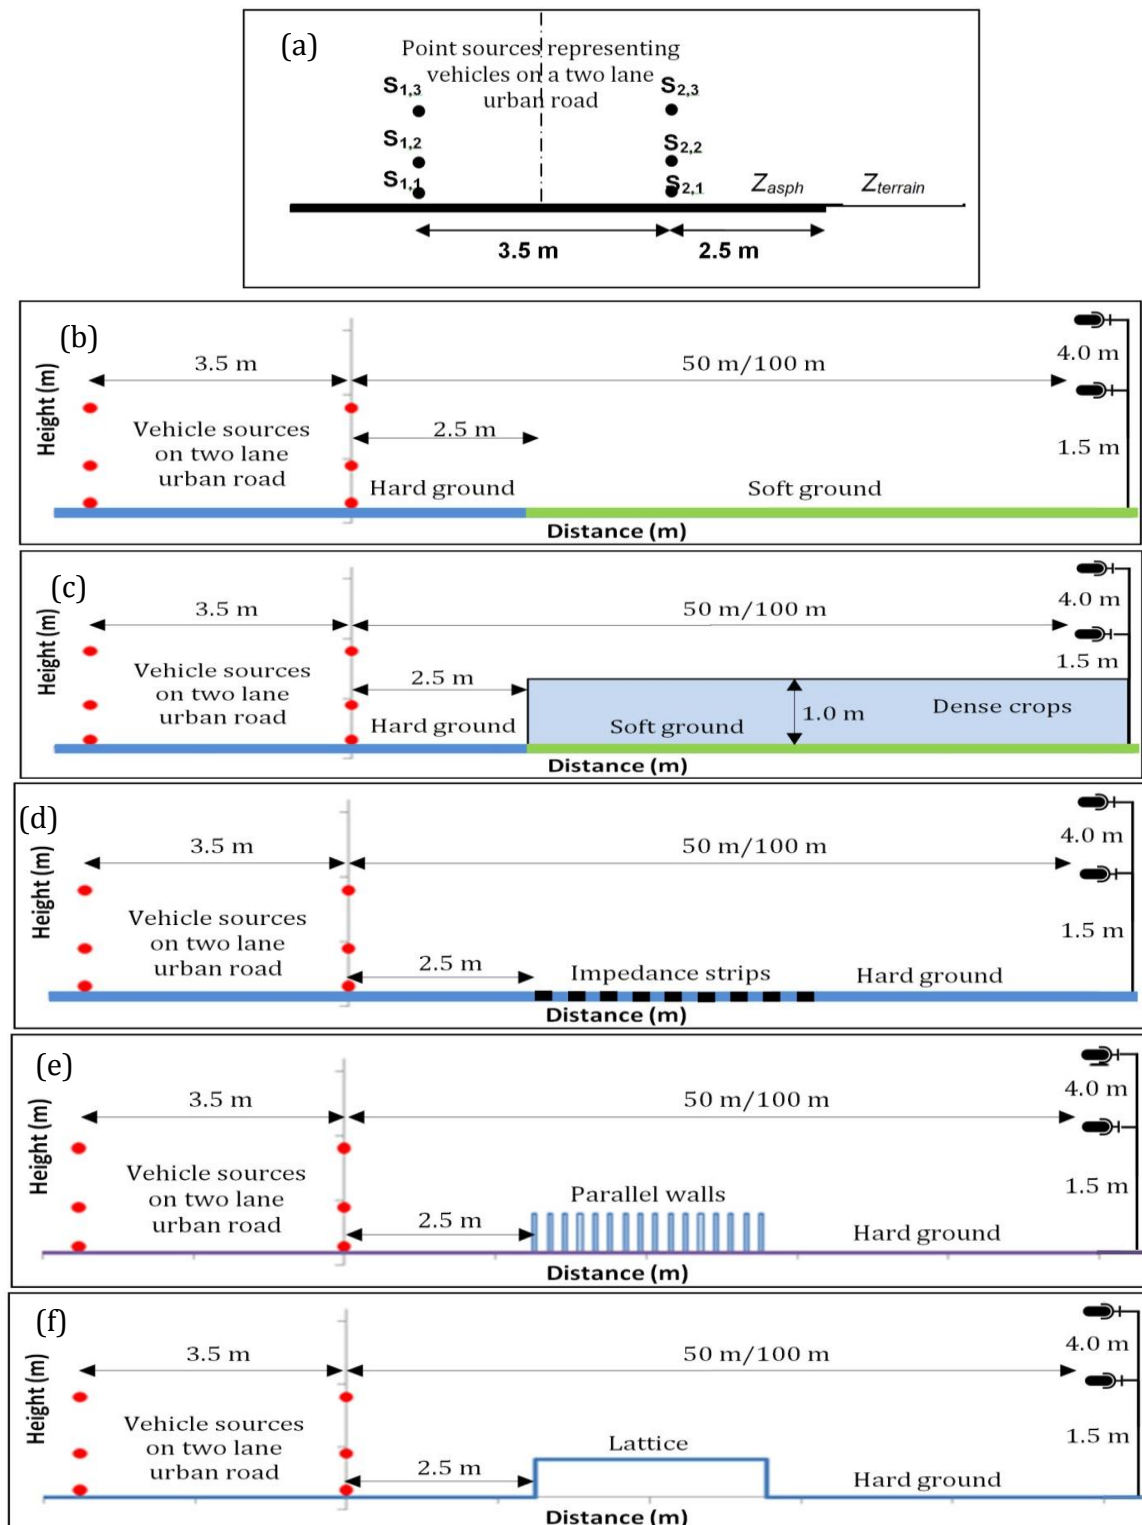 (a)
Point sources representing
vehicles on a two lane
urban road
S1,3
S2,3
S1,2
S2,2
S1,1
S2,1
Zasph
Zterrain
3.5 m
2.5 m
(b)
Height (m)
3.5 m
50 m/100 m
4.0 m
Vehicle sources
on two lane
urban road
2.5 m
1.5 m
Hard ground
Soft ground
Distance (m)
(c)
Height (m)
3.5 m
50 m/100 m
4.0 m
Vehicle sources
on two lane
urban road
2.5 m
1.5 m
Hard ground
Soft ground
1.0 m
Dense crops
Distance (m)
(d)
Height (m)
3.5 m
50 m/100 m
4.0 m
Vehicle sources
on two lane
urban road
2.5 m
1.5 m
Impedance strips
Hard ground
Distance (m)
(e)
Height (m)
3.5 m
50 m/100 m
4.0 m
Vehicle sources
on two lane
urban road
2.5 m
1.5 m
Parallel walls
Hard ground
Distance (m)
(f)
Height (m)
3.5 m
50 m/100 m
4.0 m
Vehicle sources
on two lane
urban road
2.5 m
1.5 m
Lattice
Hard ground
Distance (m)